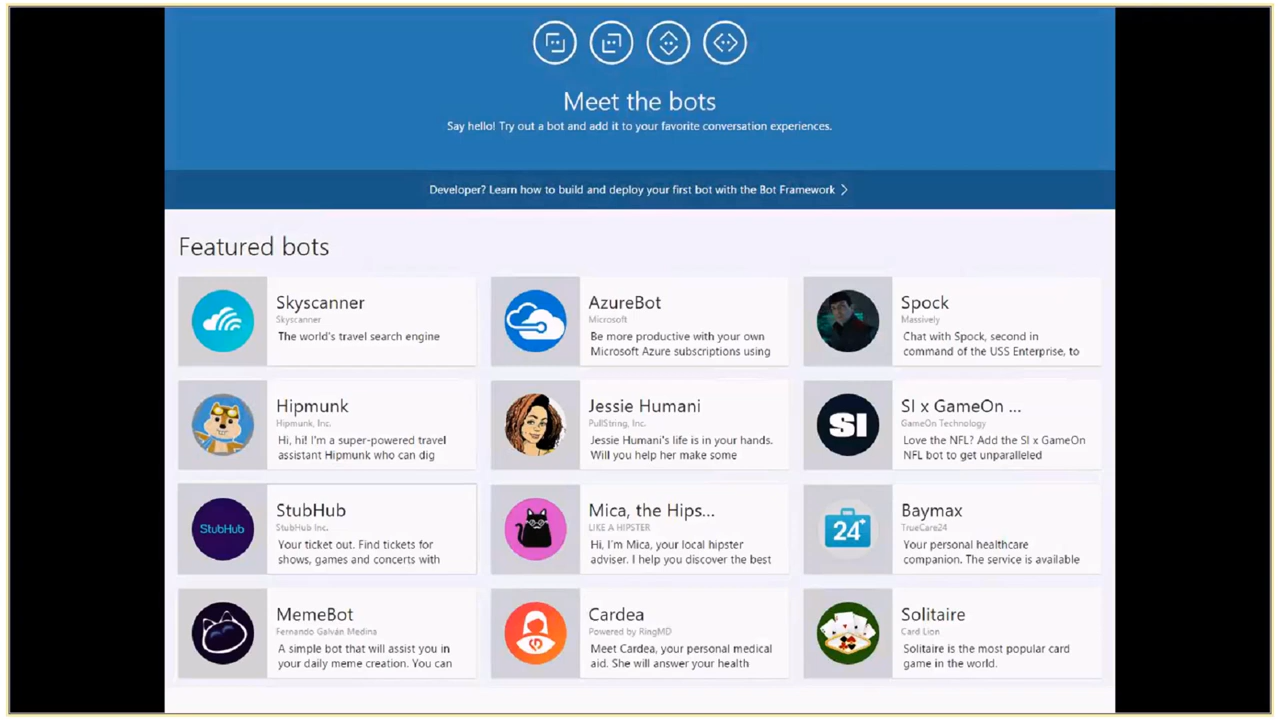 Meet the bots
Say hello! Try out a bot and add it to your favorite conversation experiences.
Developer? Learn how to build and deploy your first bot with the Bot Framework
Featured bots
Skyscanner
Skyscanner
The world's travel search engine
AzureBot
Microsoft
Be more productive with your own
Microsoft Azure subscriptions using
Spock
Massively
Chat with Spock, second in
command of the USS Enterprise, to
Hipmunk
Hipmunk, Inc.
Hi, hi! I'm a super-powered travel
assistant Hipmunk who can dig
Jessie Humani
PullString, Inc.
Jessie Humani's life is in your hands.
Will you help her make some
SI
SI x GameOn ...
GameOn Technology
Love the NFL? Add the SI x GameOn
NFL bot to get unparalleled
StubHub
StubHub
StubHub Inc.
Your ticket out. Find tickets for
shows, games and concerts with
Mica, the Hips...
LIKE A HIPSTER
Hi, I'm Mica, your local hipster
adviser. I help you discover the best
24+
Baymax
TrueCare24
Your personal healthcare
companion. The service is available
MemeBot
Fernando Galván Medina
A simple bot that will assist you in
your daily meme creation. You can
Cardea
Powered by RingMD
Meet Cardea, your personal medical
aid. She will answer your health
Solitaire
Card Lion
Solitaire is the most popular card
game in the world.